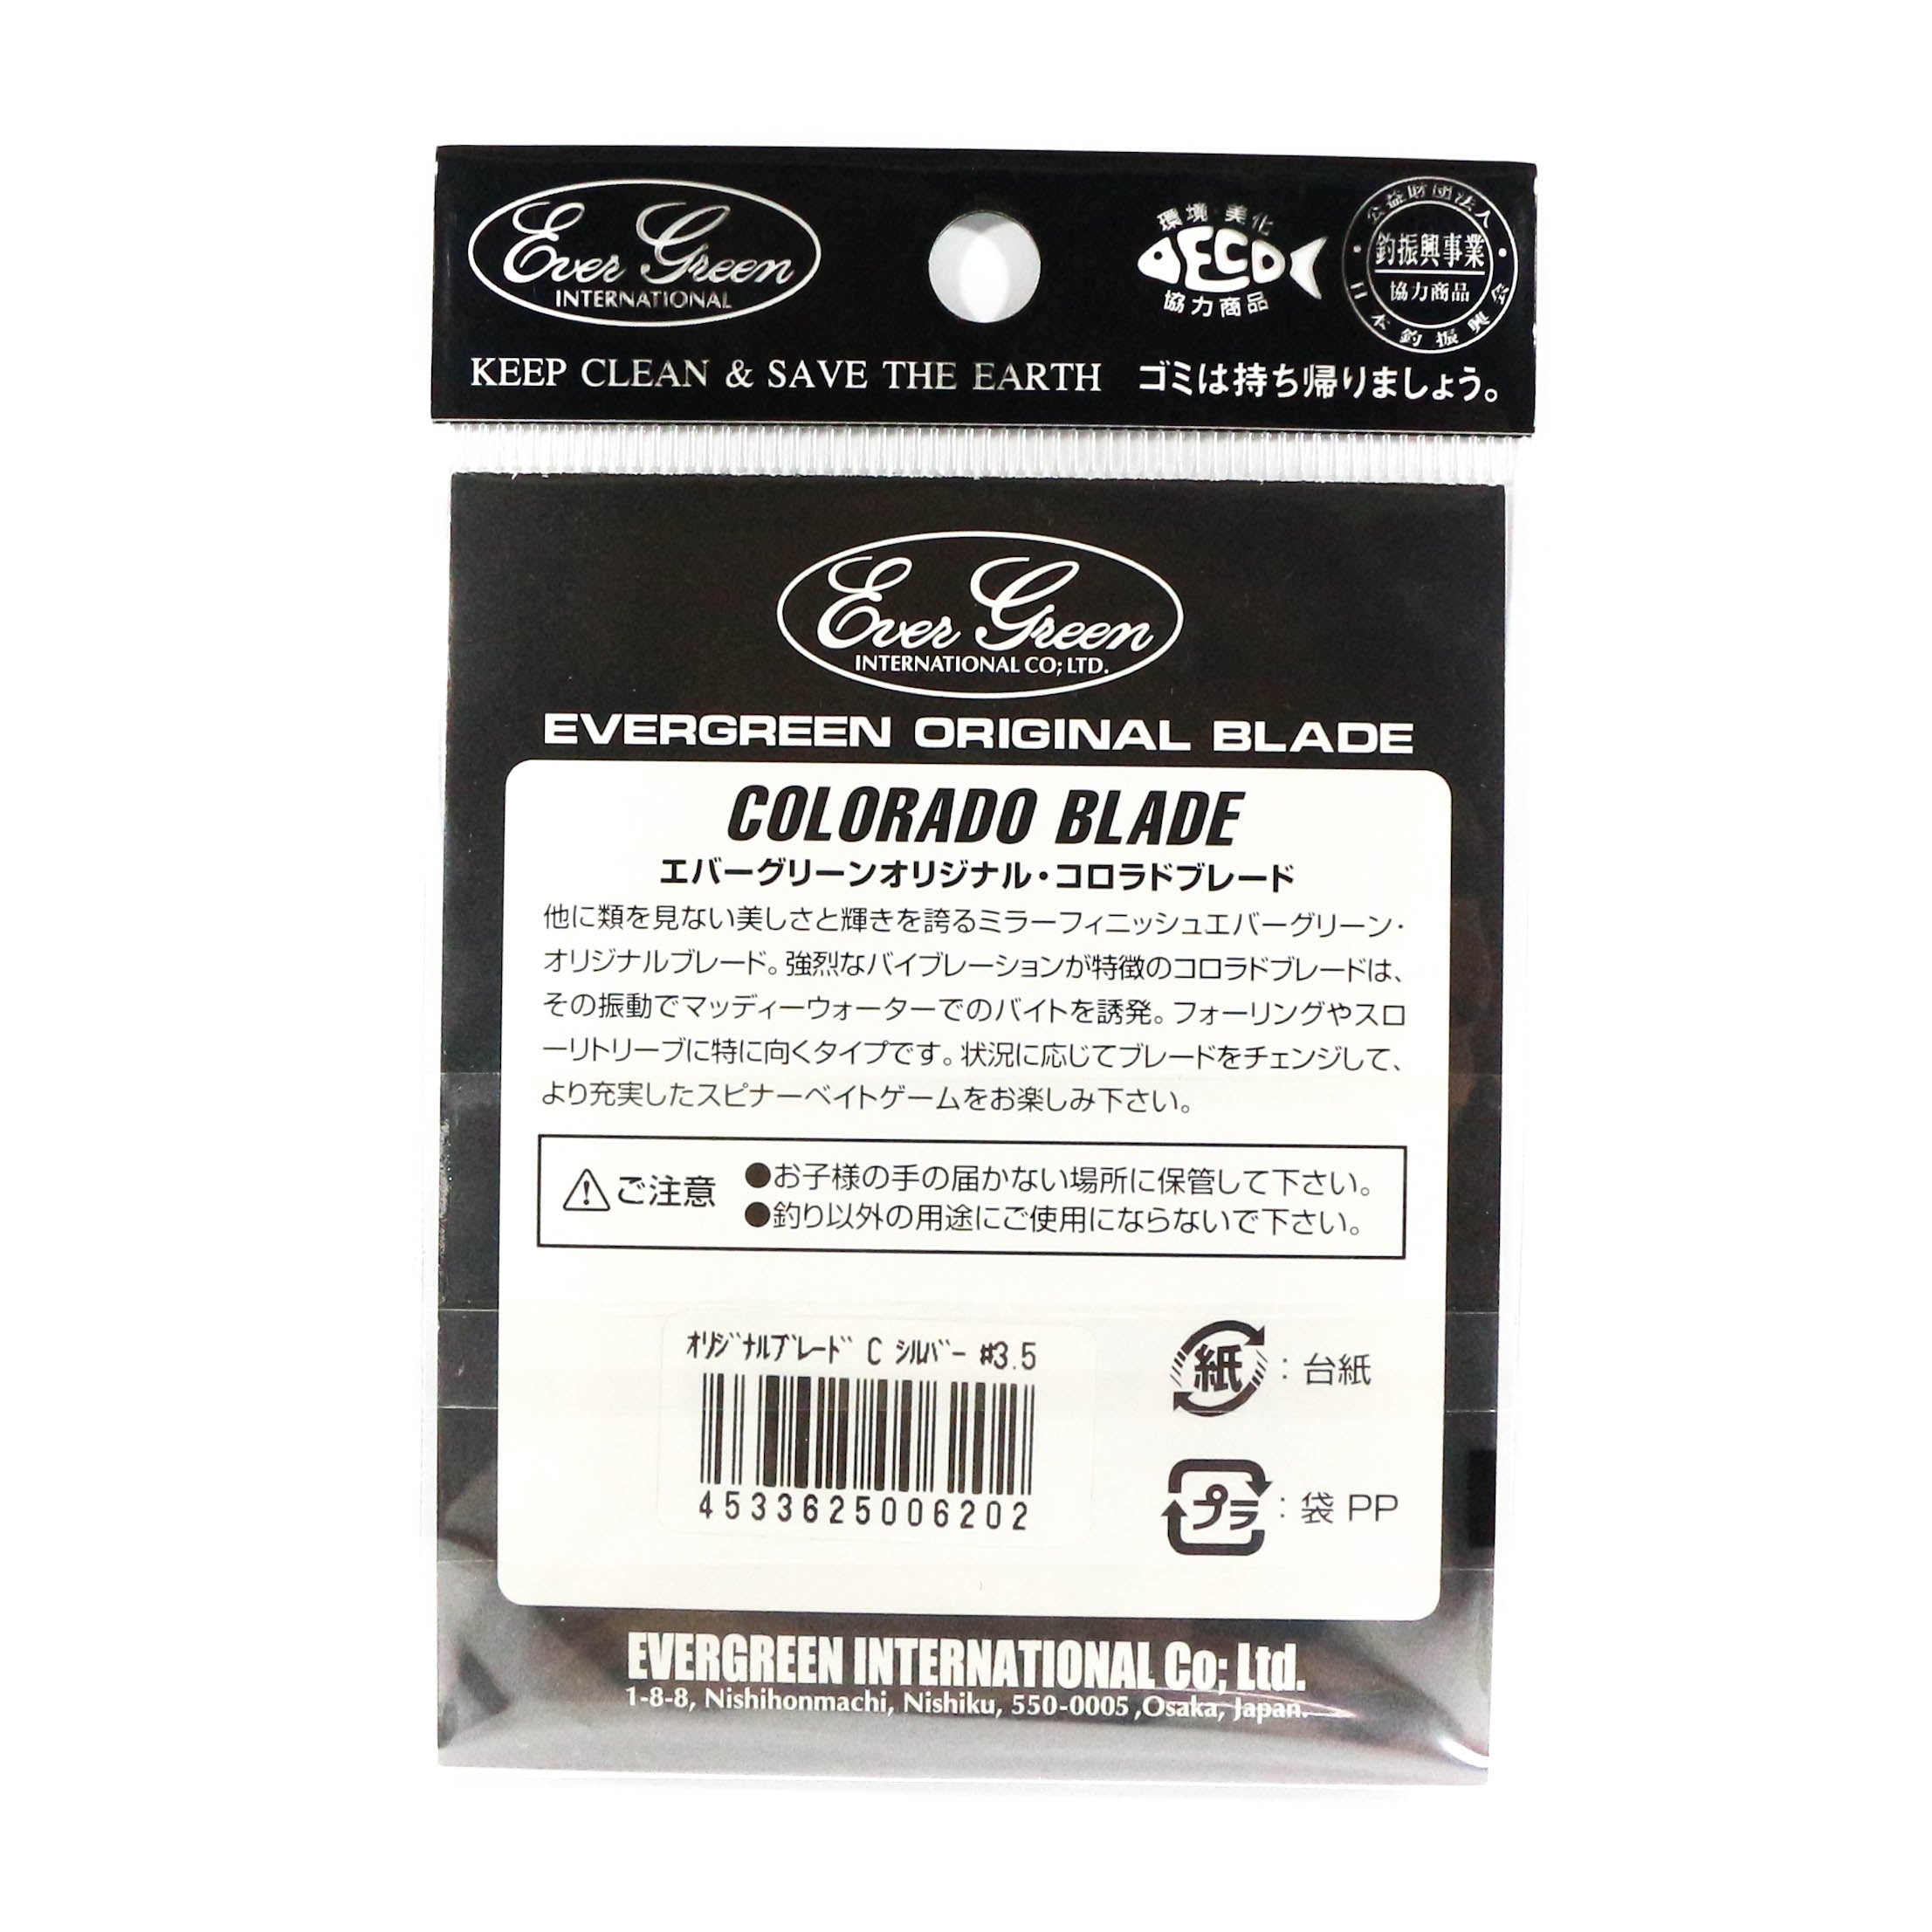 Ever Green
INTERNATIONAL
環境・美化
ECO
協力商品
公益財団法人
釣振興事業
協力商品
日本釣振興会
KEEP CLEAN & SAVE THE EARTH ゴミは持ち帰りましょう。
Ever Green
INTERNATIONAL CO; LTD.
EVERGREEN ORIGINAL BLADE
COLORADO BLADE
エバーグリーンオリジナル・コロラドブレード
他に類を見ない美しさと輝きを誇るミラーフィニッシュエバーグリーン・
オリジナルブレード。強烈なバイブレーションが特徴のコロラドブレードは、
その振動でマッディーウォーターでのバイトを誘発。フォーリングやスロ
ーリトリーブに特に向くタイプです。状況に応じてブレードをチェンジして、
より充実したスピナーベイトゲームをお楽しみ下さい。
⚠ご注意
●お子様の手の届かない場所に保管して下さい。
●釣り以外の用途にご使用にならないで下さい。
ｵﾘｼﾞﾅﾙﾌﾞﾚｰﾄﾞ C ｼﾙﾊﾞｰ #3.5
4533625006202
紙：台紙
プラ：袋 PP
EVERGREEN INTERNATIONAL Co; Ltd.
1-8-8, Nishihonmachi, Nishiku, 550-0005 ,Osaka, Japan.